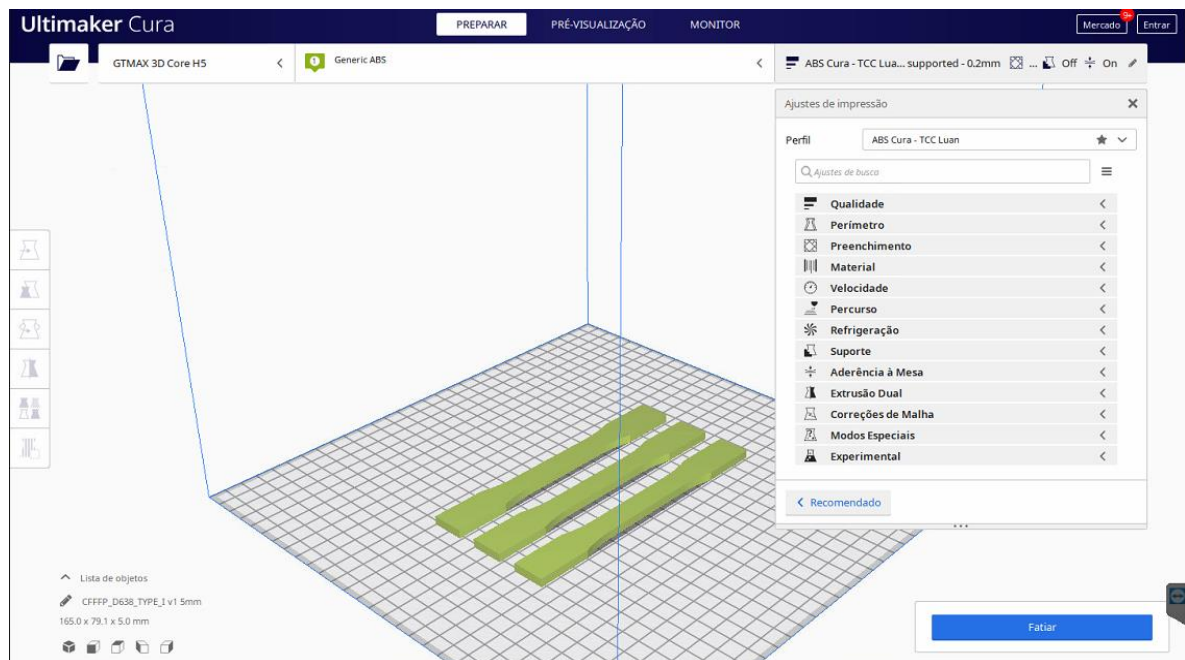 Ultimaker Cura
PREPARAR
PRÉ-VISUALIZAÇÃO
MONITOR
Mercado
9+
Entrar
GTMAX 3D Core H5
1
Generic ABS
ABS Cura - TCC Lua... supported - 0.2mm ... Off On
Ajustes de impressão
Perfil
ABS Cura - TCC Luan
Ajustes de busca
Qualidade
Perímetro
Preenchimento
Material
Velocidade
Percurso
Refrigeração
Suporte
Aderência à Mesa
Extrusão Dual
Correções de Malha
Modos Especiais
Experimental
Recomendado
Lista de objetos
CFFFP_D638_TYPE_I v1 5mm
165.0 x 79.1 x 5.0 mm
Fatiar